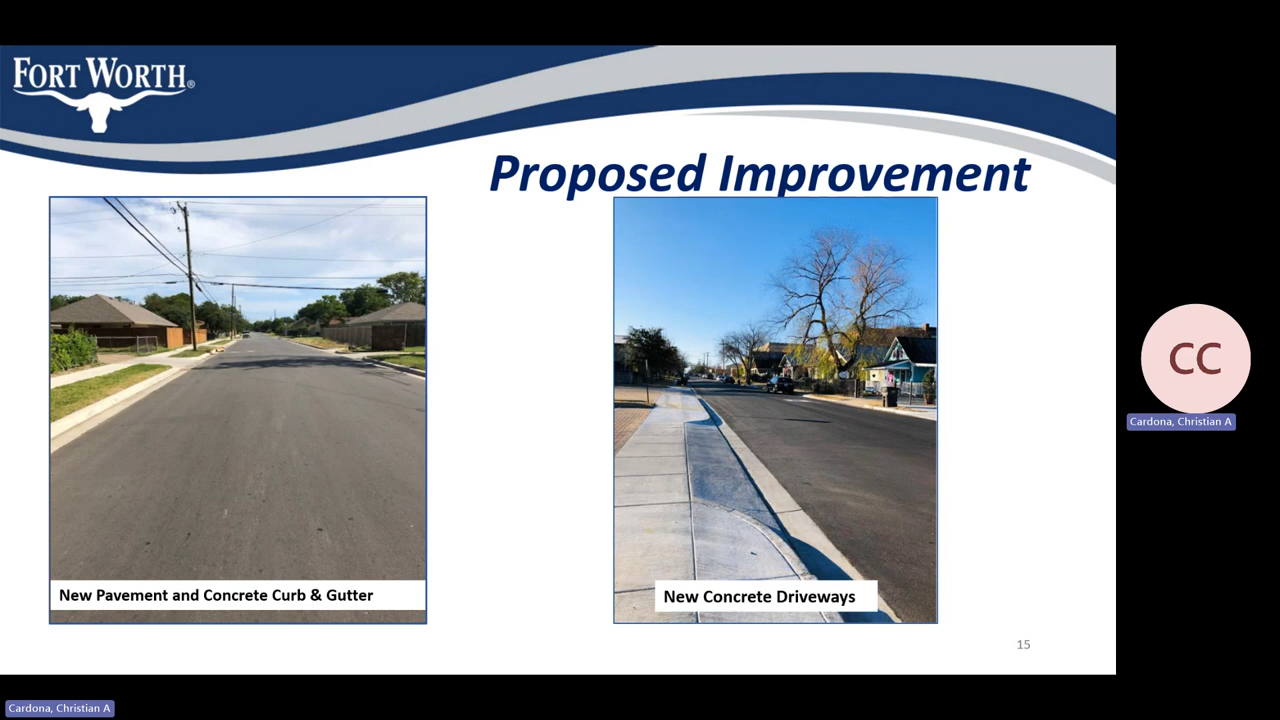 FORT WORTH®
Proposed Improvement
New Pavement and Concrete Curb & Gutter
New Concrete Driveways
15
CC
Cardona, Christian A
Cardona, Christian A